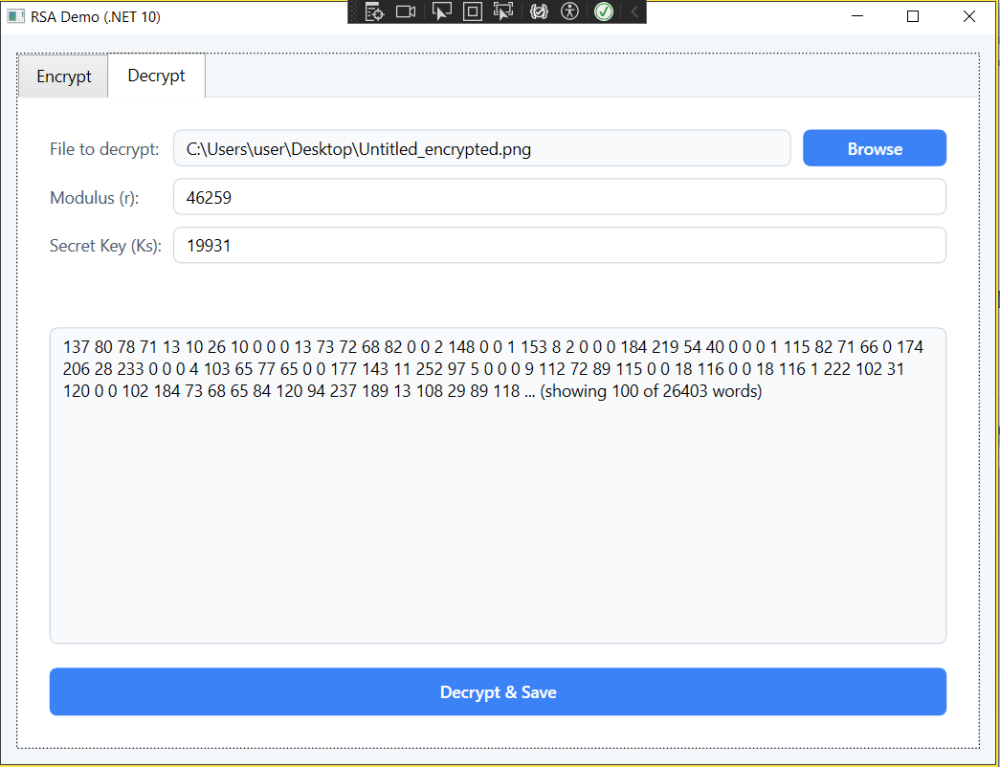 RSA Demo (.NET 10)
Encrypt
Decrypt
File to decrypt:
C:\Users\user\Desktop\Untitled_encrypted.png
Browse
Modulus (r):
46259
Secret Key (Ks):
19931
137 80 78 71 13 10 26 10 0 0 0 13 73 72 68 82 0 0 2 148 0 0 1 153 8 2 0 0 0 184 219 54 40 0 0 0 1 115 82 71 66 0 174
206 28 233 0 0 0 4 103 65 77 65 0 0 177 143 11 252 97 5 0 0 0 9 112 72 89 115 0 0 18 116 0 0 18 116 1 222 102 31
120 0 0 102 184 73 68 65 84 120 94 237 189 13 108 29 89 118 ... (showing 100 of 26403 words)
Decrypt & Save